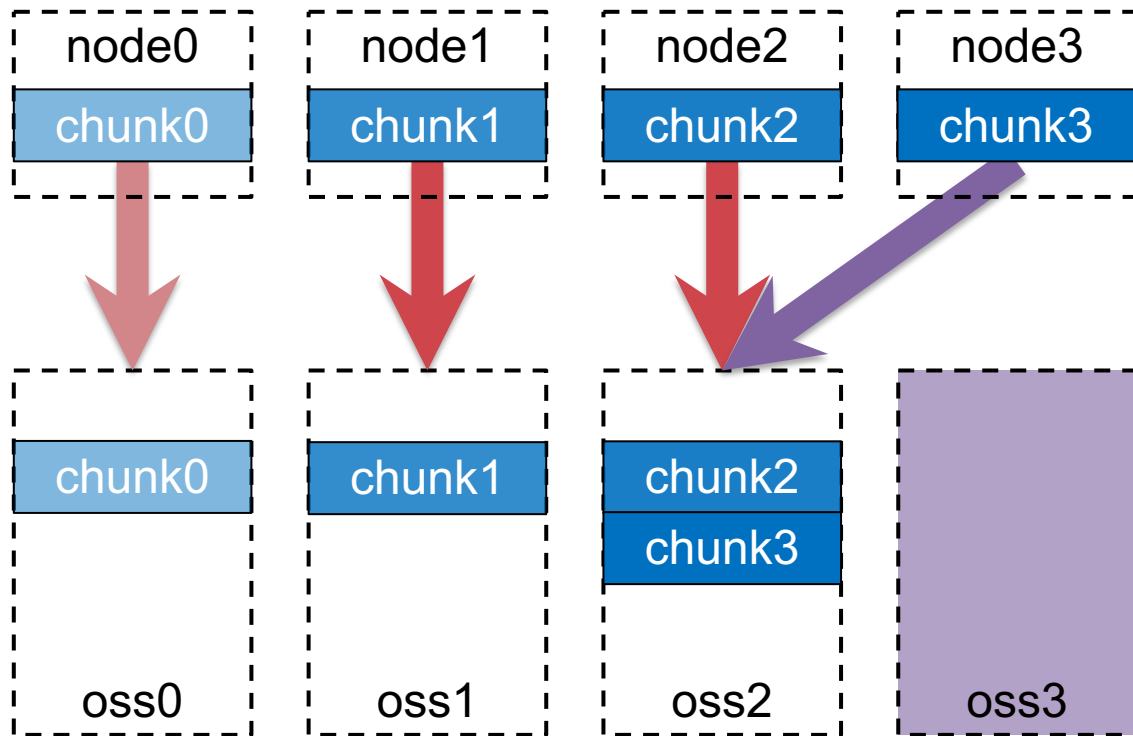 node0 node1 node2 node3
chunk0 chunk1 chunk2 chunk3
chunk0 chunk1 chunk2
chunk3
oss0 oss1 oss2 oss3